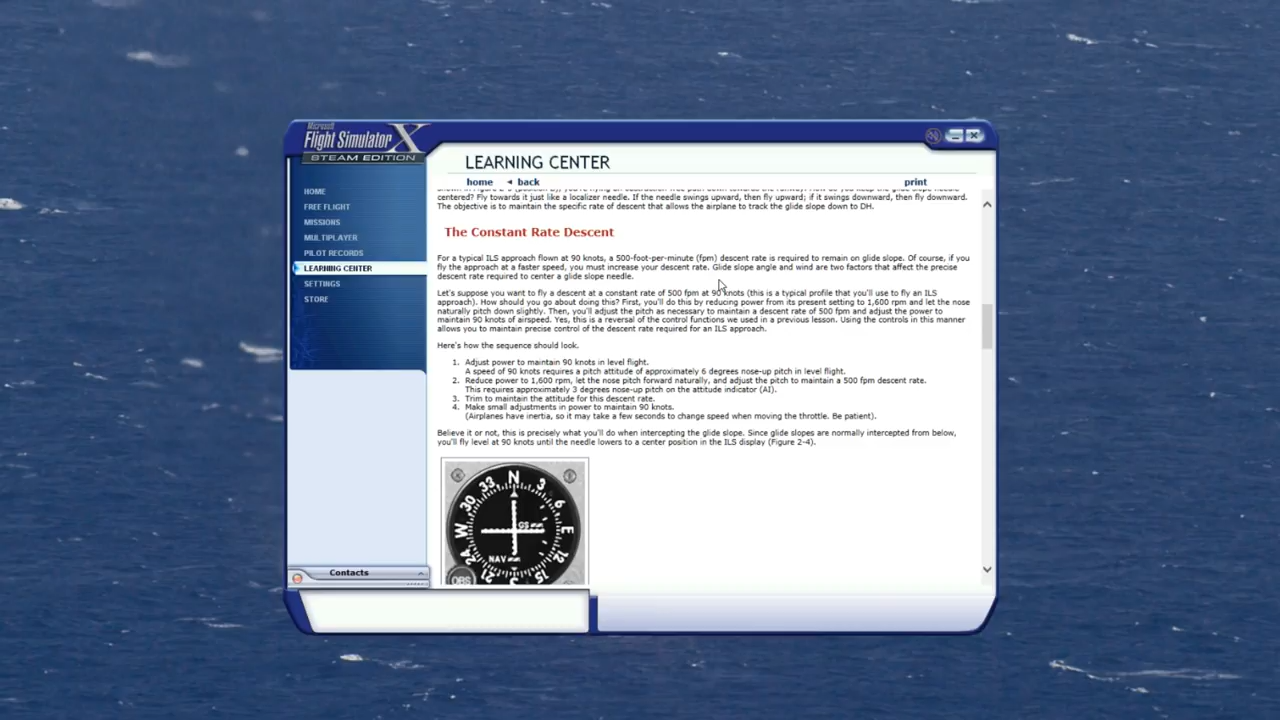 Microsoft
Flight Simulator X
STEAM EDITION
LEARNING CENTER
home ◄ back print
HOME
FREE FLIGHT
MISSIONS
MULTIPLAYER
PILOT RECORDS
LEARNING CENTER
SETTINGS
STORE
centered? Fly towards it just like a localizer needle. If the needle swings upward, then fly upward; if it swings downward, then fly downward.
The objective is to maintain the specific rate of descent that allows the airplane to track the glide slope down to DH.
The Constant Rate Descent
For a typical ILS approach flown at 90 knots, a 500-foot-per-minute (fpm) descent rate is required to remain on glide slope. Of course, if you
fly the approach at a faster speed, you must increase your descent rate. Glide slope angle and wind are two factors that affect the precise
descent rate required to center a glide slope needle.
Let's suppose you want to fly a descent at a constant rate of 500 fpm at 90 knots (this is a typical profile that you'll use to fly an ILS
approach). How should you go about doing this? First, you'll do this by reducing power from its present setting to 1,600 rpm and let the nose
naturally pitch down slightly. Then, you'll adjust the pitch as necessary to maintain a descent rate of 500 fpm and adjust the power to
maintain 90 knots of airspeed. Yes, this is a reversal of the control functions we used in a previous lesson. Using the controls in this manner
allows you to maintain precise control of the descent rate required for an ILS approach.
Here's how the sequence should look.
1. Adjust power to maintain 90 knots in level flight.
A speed of 90 knots requires a pitch attitude of approximately 6 degrees nose-up pitch in level flight.
2. Reduce power to 1,600 rpm, let the nose pitch forward naturally, and adjust the pitch to maintain a 500 fpm descent rate.
This requires approximately 3 degrees nose-up pitch on the attitude indicator (AI).
3. Trim to maintain the attitude for this descent rate.
4. Make small adjustments in power to maintain 90 knots.
(Airplanes have inertia, so it may take a few seconds to change speed when moving the throttle. Be patient).
Believe it or not, this is precisely what you'll do when intercepting the glide slope. Since glide slopes are normally intercepted from below,
you'll fly level at 90 knots until the needle lowers to a center position in the ILS display (Figure 2-4).
N
33 3
30 6
W GS E
NAV 12
OBS 21 S 15
Contacts